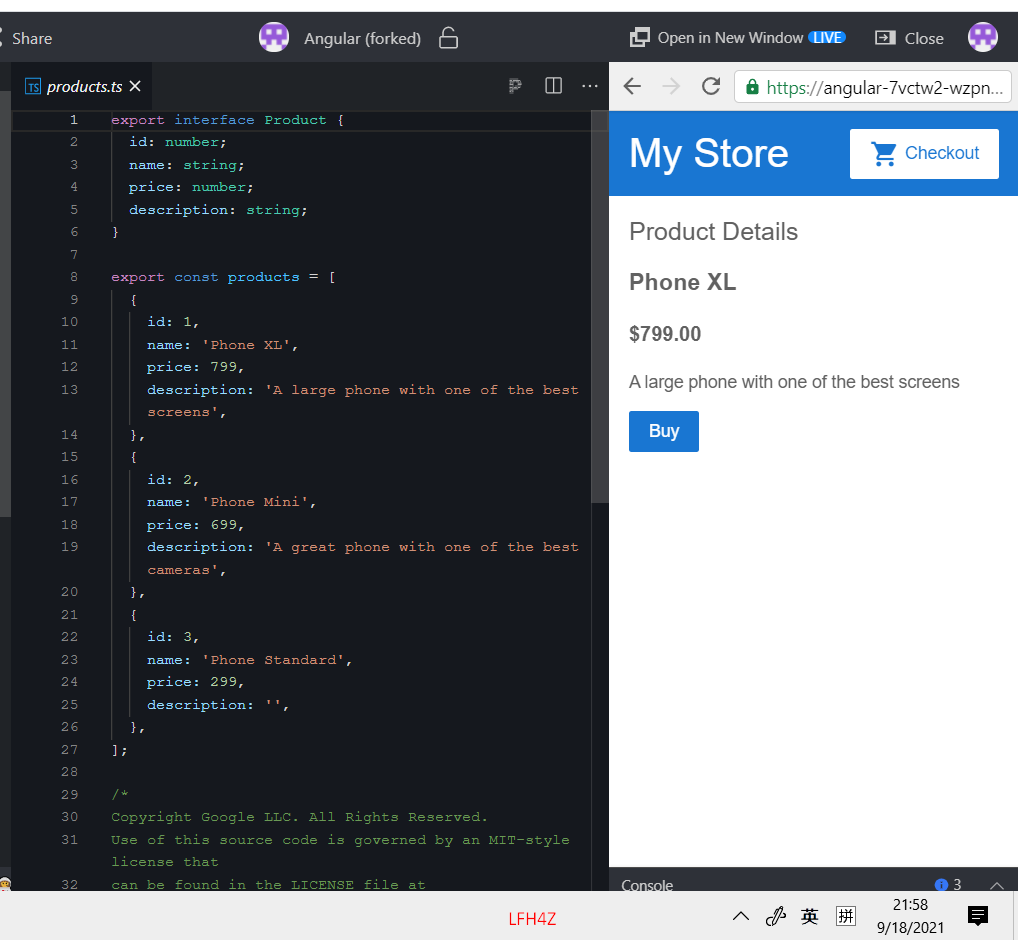 Share
Angular (forked)
Open in New Window LIVE
Close
TS products.ts
https://angular-7vctw2-wzpn...
1 export interface Product {
2 id: number;
3 name: string;
4 price: number;
5 description: string;
6 }
7
8 export const products = [
9 {
10 id: 1,
11 name: 'Phone XL',
12 price: 799,
13 description: 'A large phone with one of the best
screens',
14 },
15 {
16 id: 2,
17 name: 'Phone Mini',
18 price: 699,
19 description: 'A great phone with one of the best
cameras',
20 },
21 {
22 id: 3,
23 name: 'Phone Standard',
24 price: 299,
25 description: '',
26 },
27 ];
28
29 /*
30 Copyright Google LLC. All Rights Reserved.
31 Use of this source code is governed by an MIT-style
license that
32 can be found in the LICENSE file at
My Store
Checkout
Product Details
Phone XL
$799.00
A large phone with one of the best screens
Buy
Console
3
LFH4Z
英
拼
21:58
9/18/2021